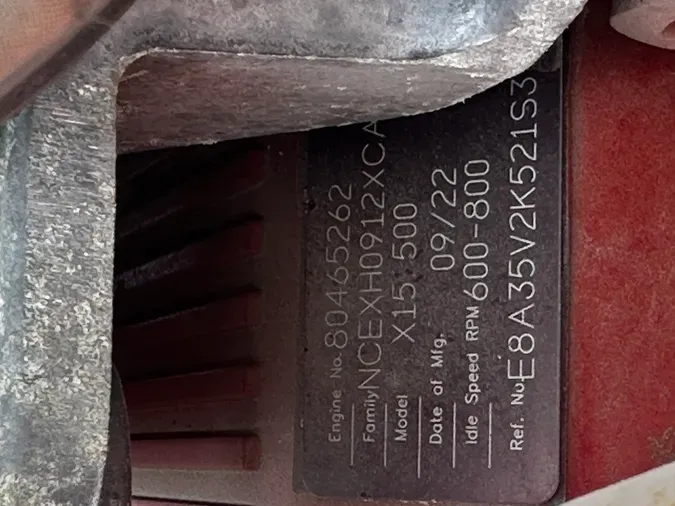 Engine No. 80465262
Family NCEXH0912XCA
Model X15 500
Date of Mfg. 09/22
Idle Speed RPM 600-800
Ref. No. E8A35V2K521S3